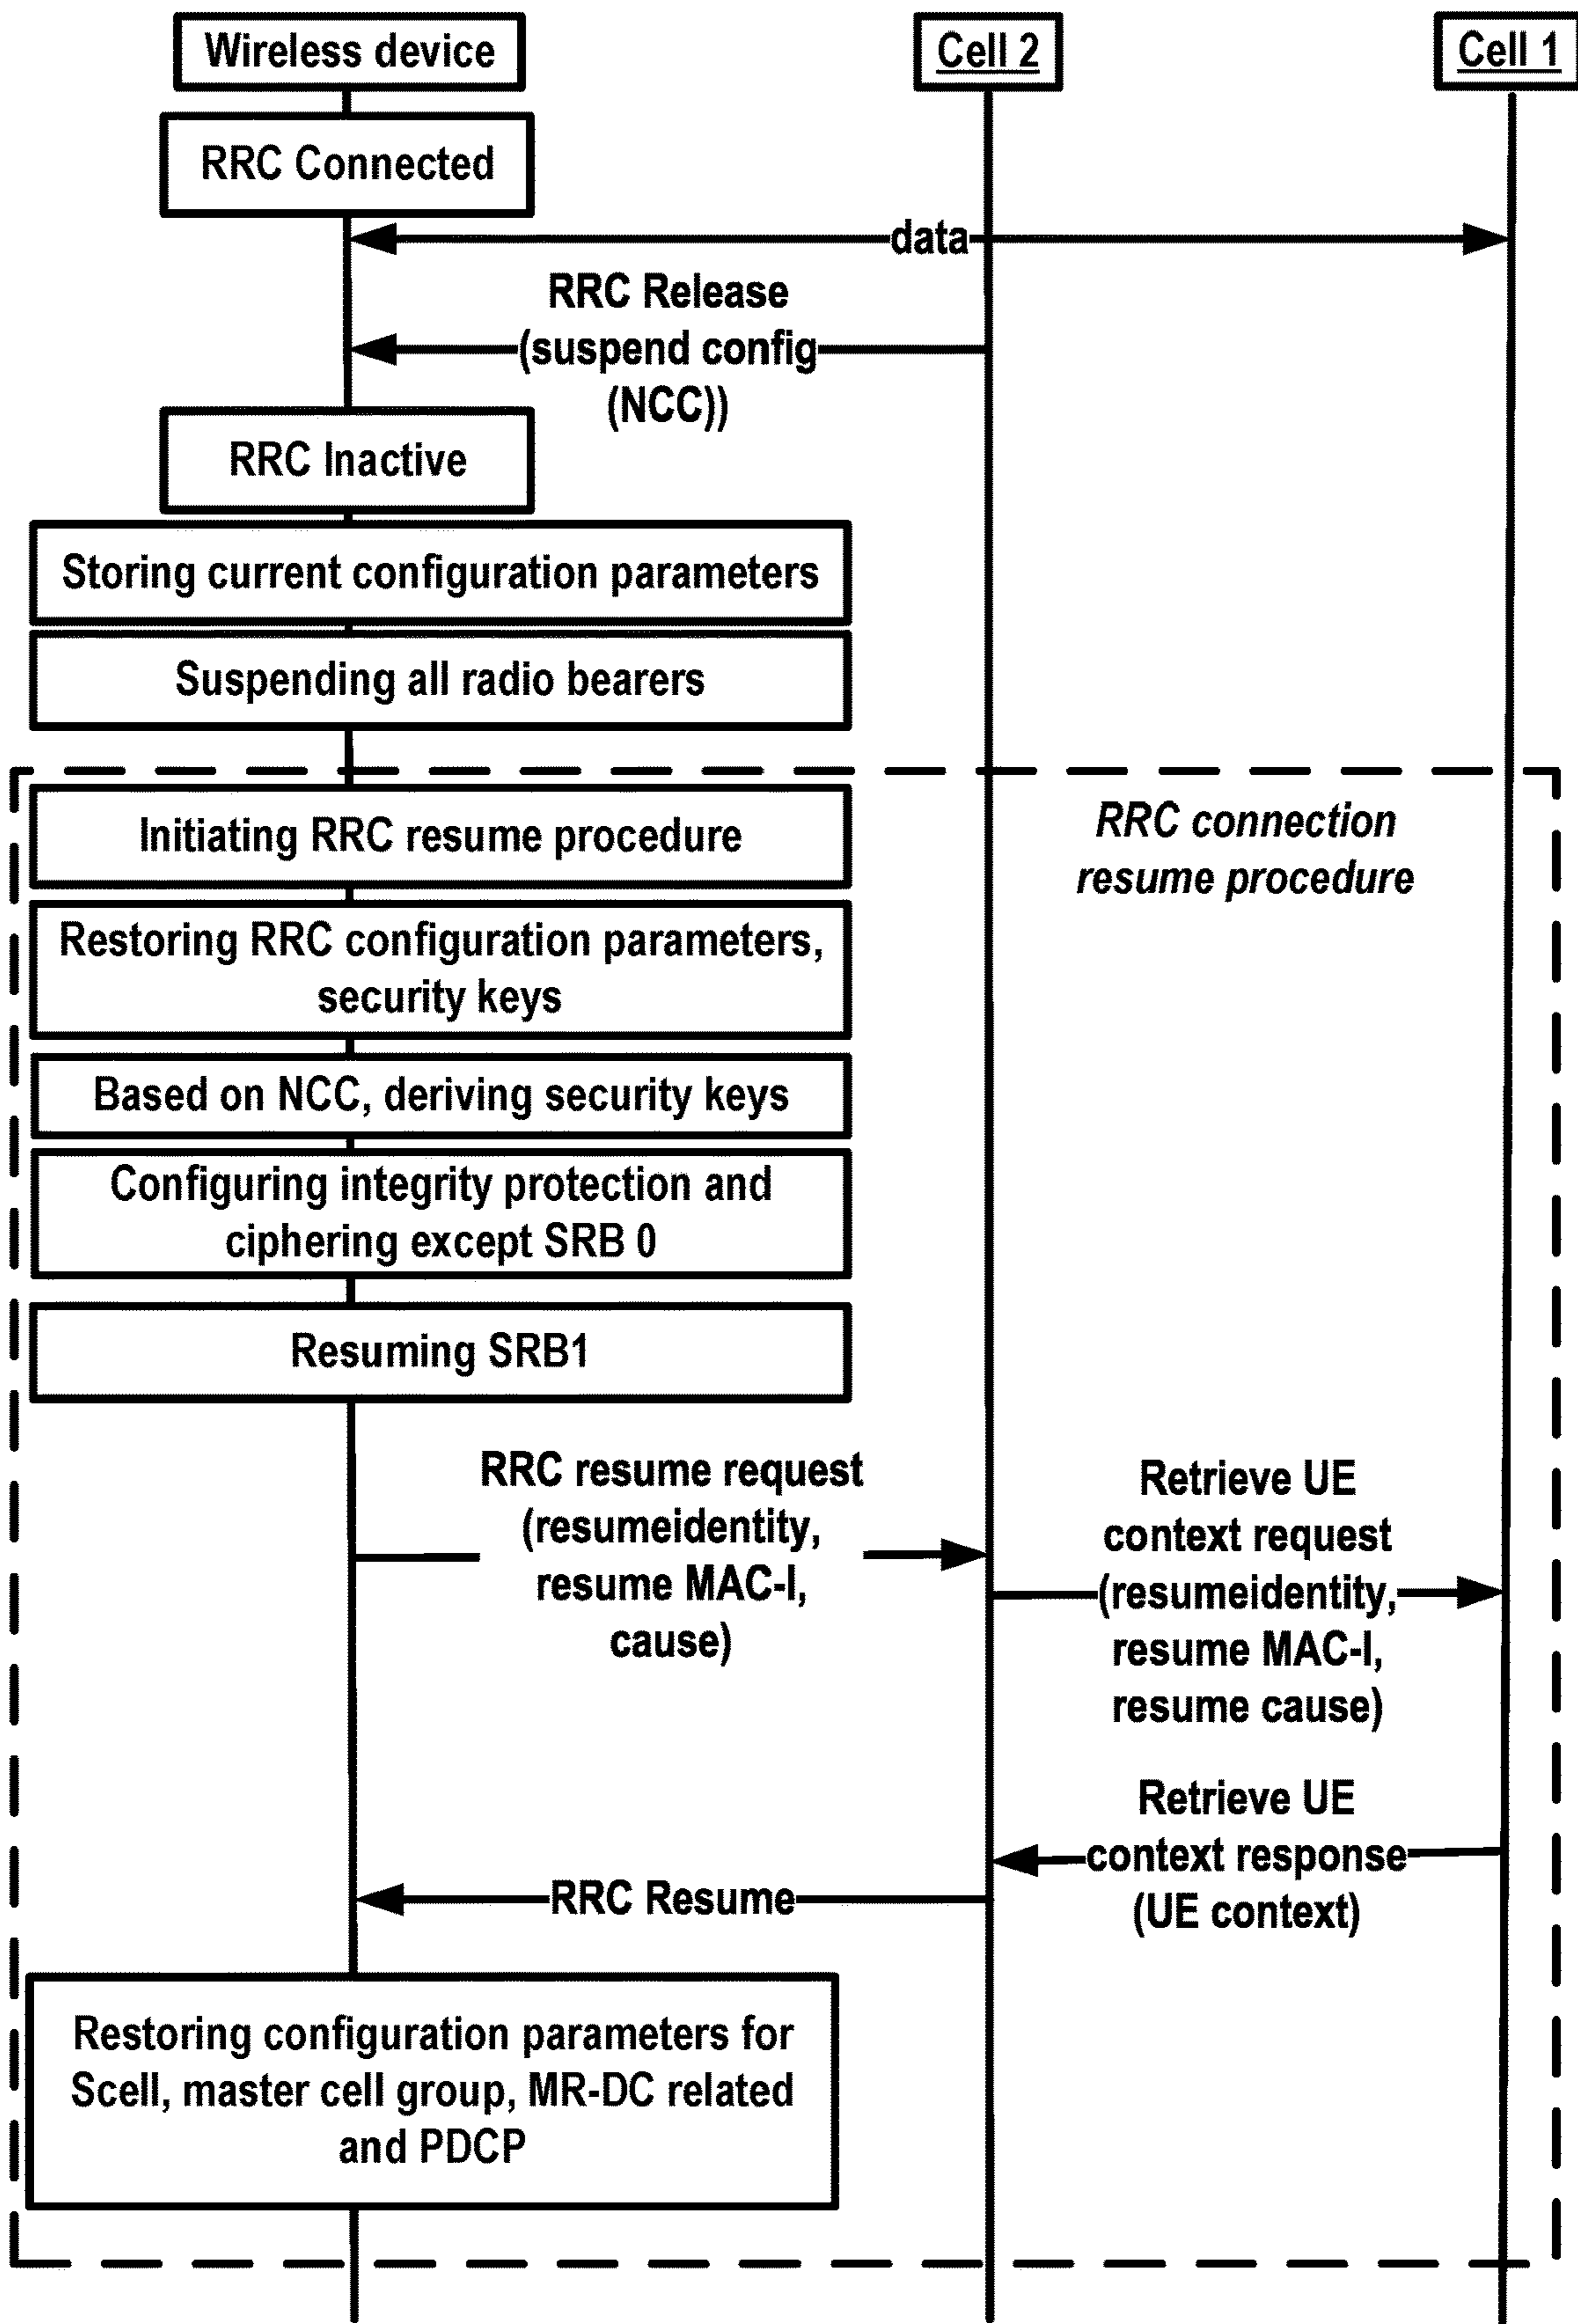 Wireless device
Cell 2
Cell 1
RRC Connected
data
RRC Release
(suspend config
(NCC))
RRC Inactive
Storing current configuration parameters
Suspending all radio bearers
RRC connection
resume procedure
Initiating RRC resume procedure
Restoring RRC configuration parameters,
security keys
Based on NCC, deriving security keys
Configuring integrity protection and
ciphering except SRB 0
Resuming SRB1
RRC resume request
(resumeidentity,
resume MAC-I,
cause)
Retrieve UE
context request
(resumeidentity,
resume MAC-I,
resume cause)
Retrieve UE
context response
(UE context)
RRC Resume
Restoring configuration parameters for
Scell, master cell group, MR-DC related
and PDCP